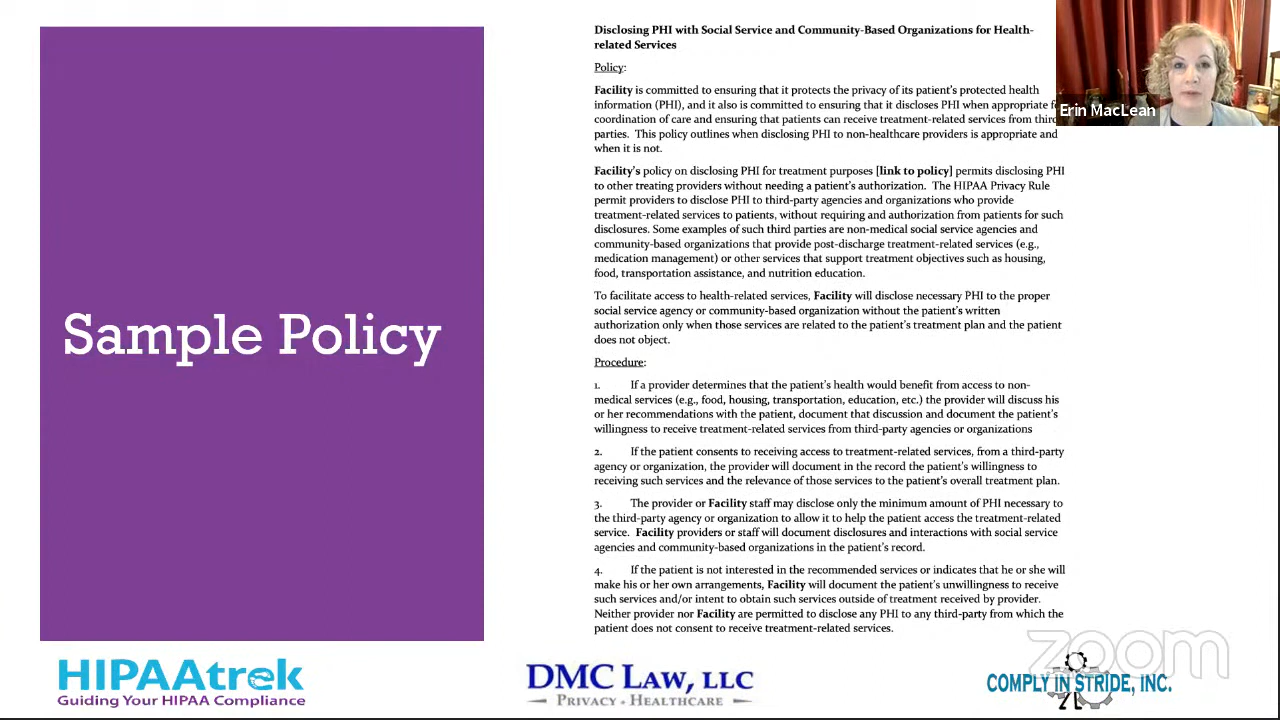 Sample Policy
Disclosing PHI with Social Service and Community-Based Organizations for Health-
related Services
Policy:
Facility is committed to ensuring that it protects the privacy of its patient's protected health
information (PHI), and it also is committed to ensuring that it discloses PHI when appropriate
coordination of care and ensuring that patients can receive treatment-related services from third
parties. This policy outlines when disclosing PHI to non-healthcare providers is appropriate and
when it is not.
Facility's policy on disclosing PHI for treatment purposes [link to policy] permits disclosing PHI
to other treating providers without needing a patient's authorization. The HIPAA Privacy Rule
permit providers to disclose PHI to third-party agencies and organizations who provide
treatment-related services to patients, without requiring and authorization from patients for such
disclosures. Some examples of such third parties are non-medical social service agencies and
community-based organizations that provide post-discharge treatment-related services (e.g.,
medication management) or other services that support treatment objectives such as housing,
food, transportation assistance, and nutrition education.
To facilitate access to health-related services, Facility will disclose necessary PHI to the proper
social service agency or community-based organization without the patient's written
authorization only when those services are related to the patient's treatment plan and the patient
does not object.
Procedure:
1. If a provider determines that the patient's health would benefit from access to non-
medical services (e.g., food, housing, transportation, education, etc.) the provider will discuss his
or her recommendations with the patient, document that discussion and document the patient's
willingness to receive treatment-related services from third-party agencies or organizations
2. If the patient consents to receiving access to treatment-related services, from a third-party
agency or organization, the provider will document in the record the patient's willingness to
receiving such services and the relevance of those services to the patient's overall treatment plan.
3. The provider or Facility staff may disclose only the minimum amount of PHI necessary to
the third-party agency or organization to allow it to help the patient access the treatment-related
service. Facility providers or staff will document disclosures and interactions with social service
agencies and community-based organizations in the patient's record.
4. If the patient is not interested in the recommended services or indicates that he or she will
make his or her own arrangements, Facility will document the patient's unwillingness to receive
such services and/or intent to obtain such services outside of treatment received by provider.
Neither provider nor Facility are permitted to disclose any PHI to any third-party from which the
patient does not consent to receive treatment-related services.
Erin MacLean
zoom
HIPAAtrek
Guiding Your HIPAA Compliance
DMC LAW, LLC
PRIVACY • HEALTHCARE
COMPLY IN STRIDE, INC.